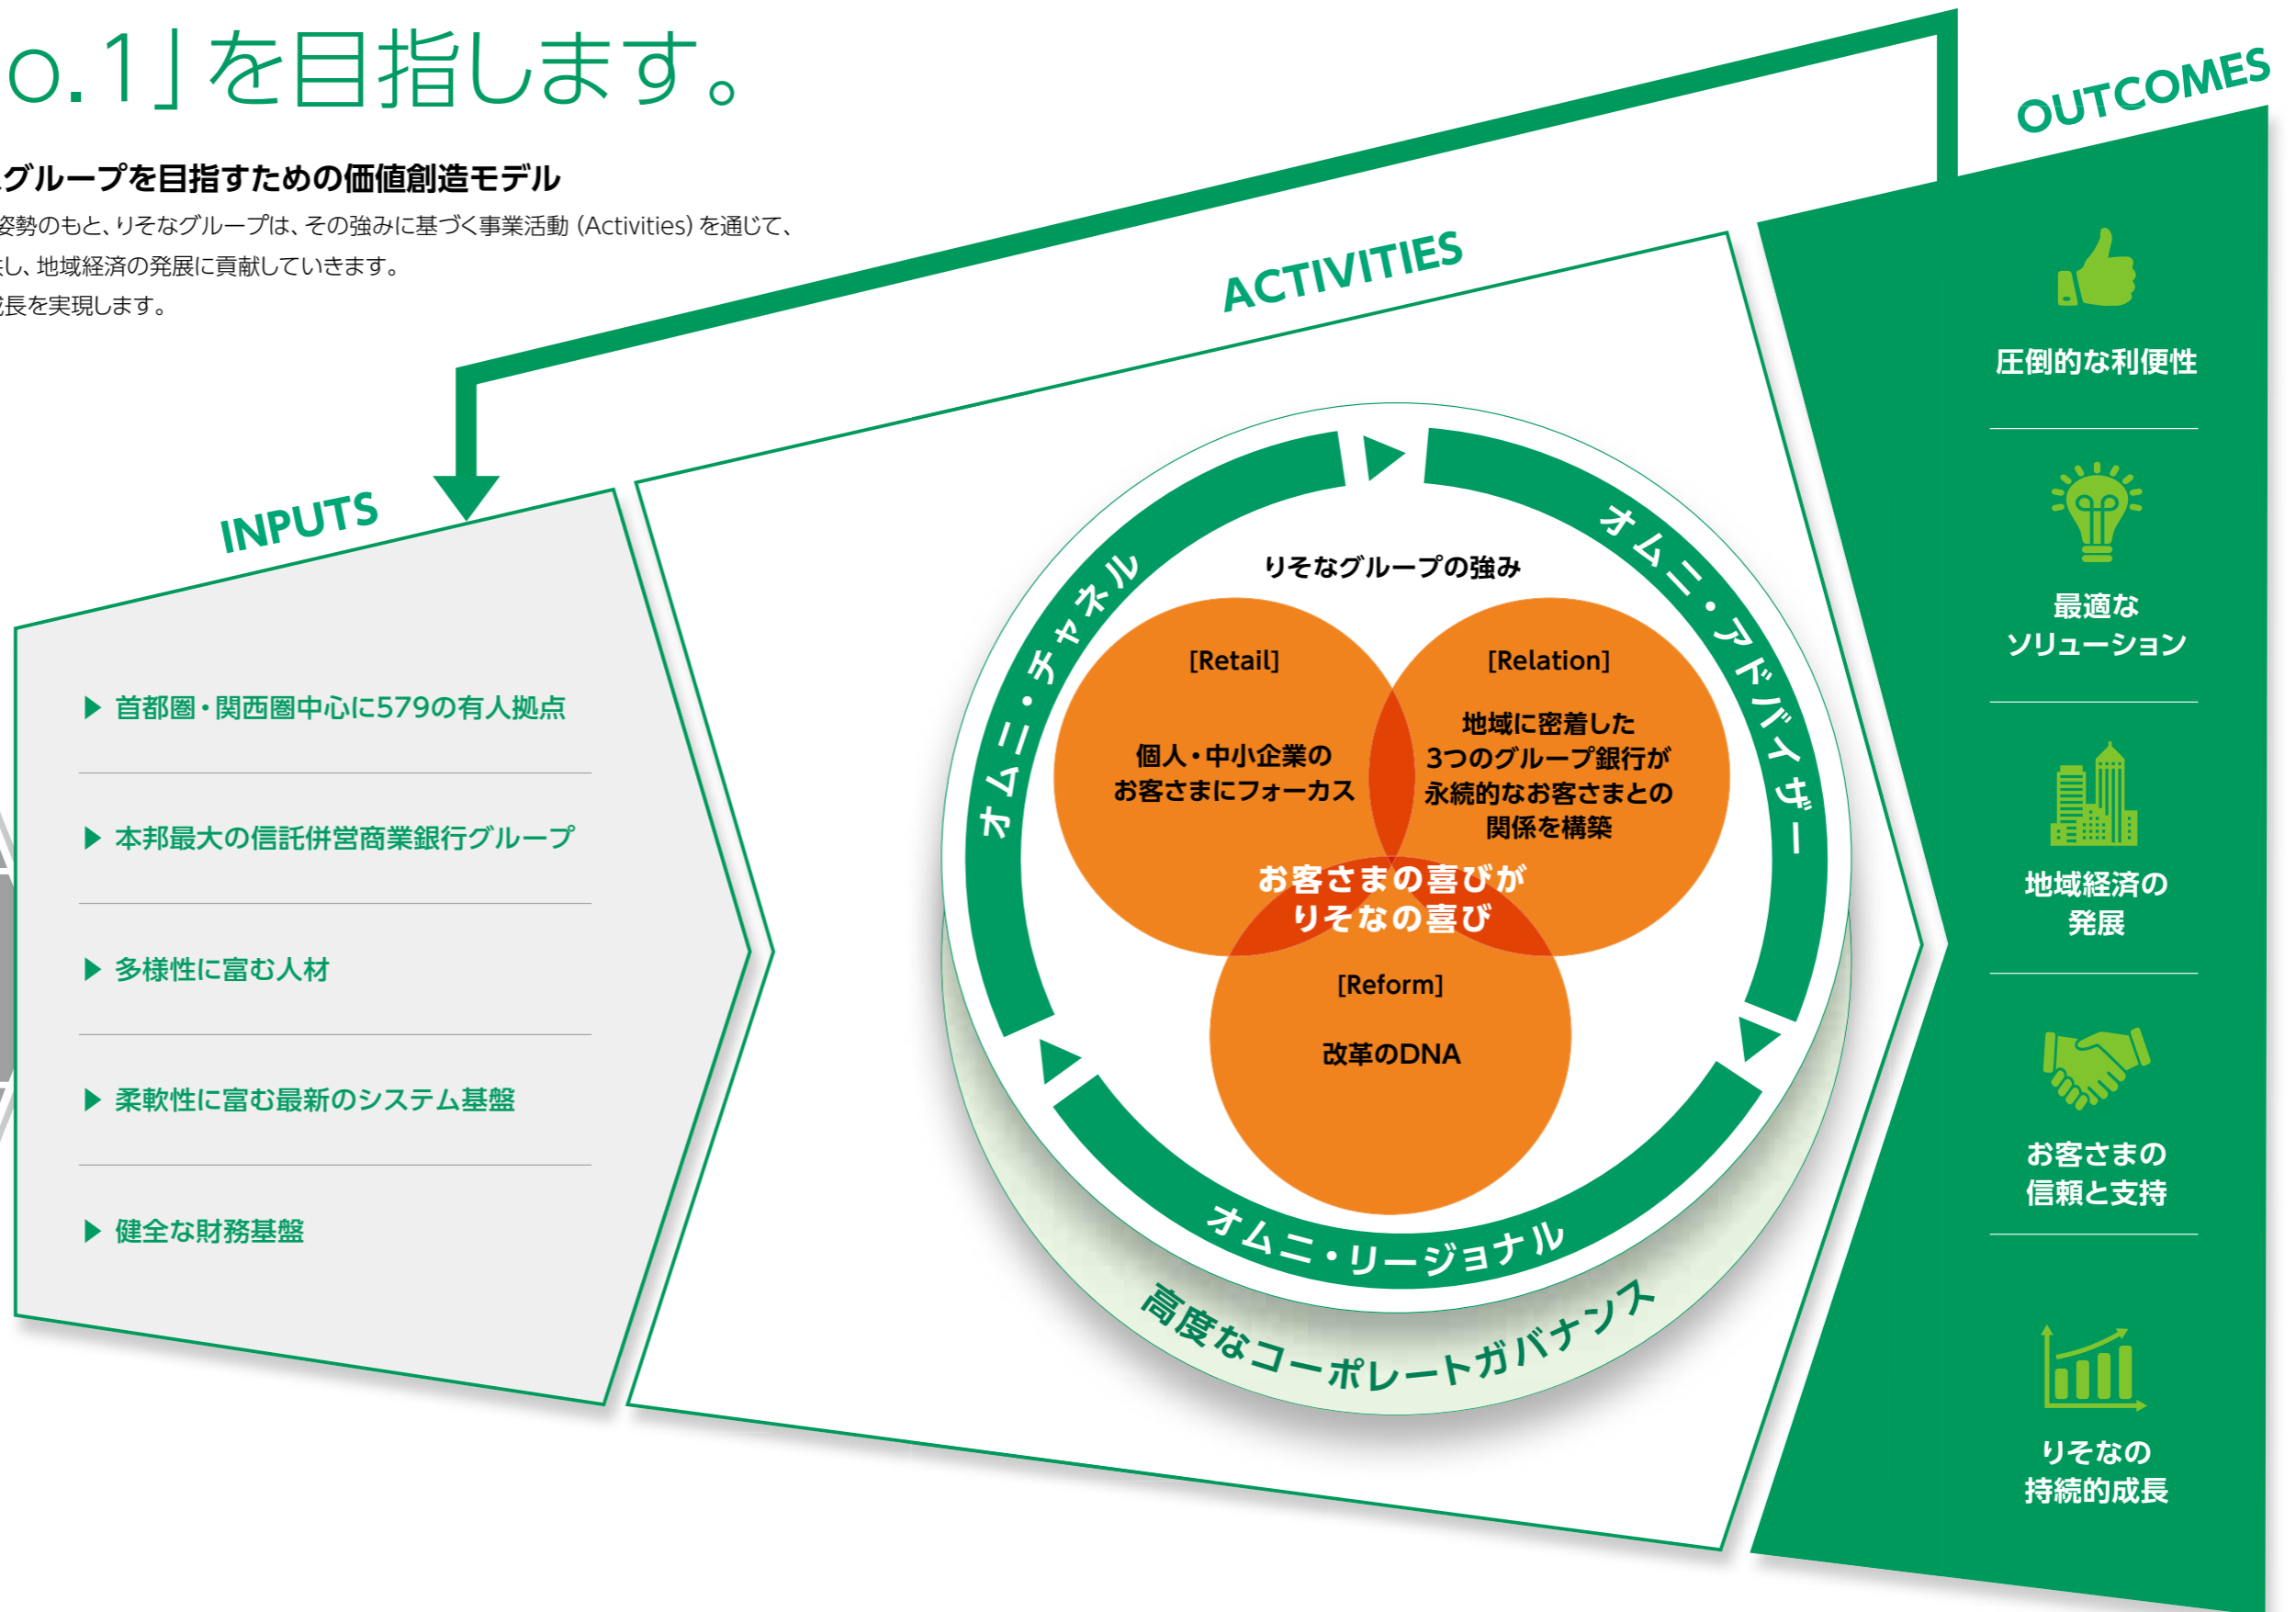 o.1」を目指します。
グループを目指すための価値創造モデル
姿勢のもと、りそなグループは、その強みに基づく事業活動 (Activities) を通じて、
し、地域経済の発展に貢献していきます。
長を実現します。
INPUTS
▶ 首都圏・関西圏中心に579の有人拠点
▶ 本邦最大の信託併営商業銀行グループ
▶ 多様性に富む人材
▶ 柔軟性に富む最新のシステム基盤
▶ 健全な財務基盤
ACTIVITIES
オムニ・チャネル
オムニ・アドバイザー
オムニ・リージョナル
りそなグループの強み
[Retail]
個人・中小企業の
お客さまにフォーカス
[Relation]
地域に密着した
3つのグループ銀行が
永続的なお客さまとの
関係を構築
お客さまの喜びが
りそなの喜び
[Reform]
改革のDNA
高度なコーポレートガバナンス
OUTCOMES
圧倒的な利便性
最適な
ソリューション
地域経済の
発展
お客さまの
信頼と支持
りそなの
持続的成長